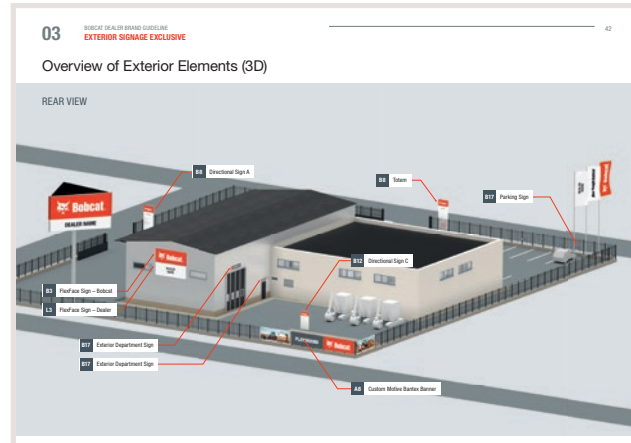 03
BOBCAT DEALER BRAND GUIDELINE
EXTERIOR SIGNAGE EXCLUSIVE
42
Overview of Exterior Elements (3D)
REAR VIEW
B8 Directional Sign A
B8 Totem
B17 Parking Sign
Bobcat
DEALER NAME
Bobcat
B12 Directional Sign C
B3 FlexFace Sign – Bobcat
L3 FlexFace Sign – Dealer
B17 Exterior Department Sign
B17 Exterior Department Sign
Bobcat
A8 Custom Motive Bantex Banner